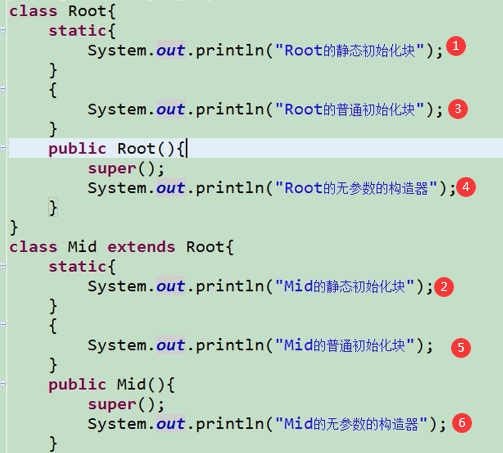 class Root{
static{
System.out.println("Root的静态初始化块"); 1
}
{
System.out.println("Root的普通初始化块"); 3
}
public Root(){
super();
System.out.println("Root的无参数的构造器"); 4
}
}
class Mid extends Root{
static{
System.out.println("Mid的静态初始化块"); 2
}
{
System.out.println("Mid的普通初始化块"); 5
}
public Mid(){
super();
System.out.println("Mid的无参数的构造器"); 6
}